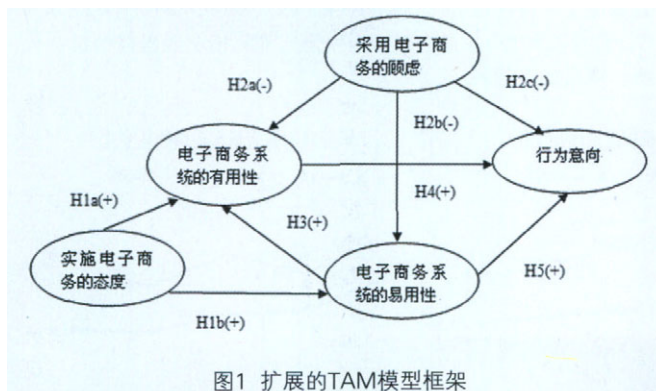 采用电子商
务的顾虑
H2a(-)
H2c(-)
H2b(-)
电子商务系
统的有用性
行为意向
H1a(+)
H3(+)
H4(+)
实施电子商
务的态度
电子商务系
统的易用性
H5(+)
H1b(+)
图1 扩展的TAM模型框架